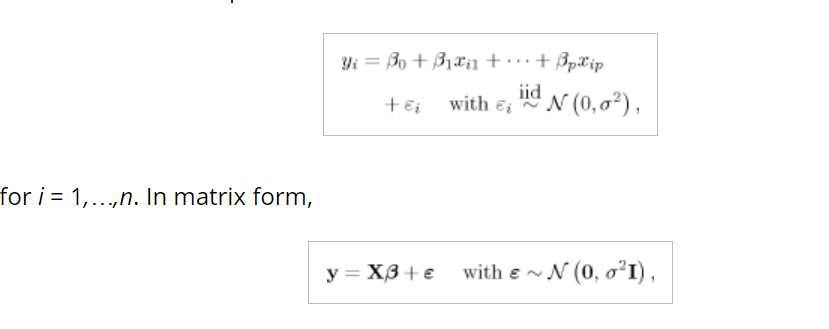 yᵢ = β₀ + β₁xᵢ₁ + ⋯ + βₚxᵢₚ
+ εᵢ with εᵢ iid ~ 𝒩 (0, σ²) ,
for i = 1,…,n. In matrix form,
y = Xβ + ε with ε ~ 𝒩 (0, σ²I) ,